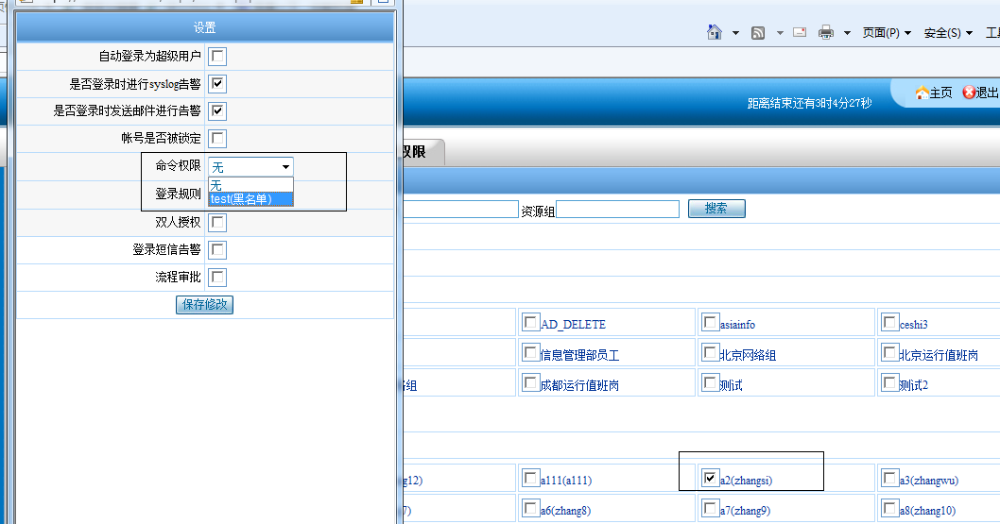 设置
自动登录为超级用户
是否登录时进行syslog告警
是否登录时发送邮件进行告警
帐号是否被锁定
命令权限 无
无
登录规则 test(黑名单)
双人授权
登录短信告警
流程审批
保存修改
页面(P) 安全(S)
距离结束还有3时4分27秒 主页 退出
权限
资源组 搜索
AD_DELETE asiainfo ceshi3
信息管理部员工 北京网络组 北京运行值班岗
络组 成都运行值班岗 测试 测试2
g12) a111(a111) a2(zhangsi) a3(zhangwu)
7) a6(zhang8) a7(zhang9) a8(zhang10)